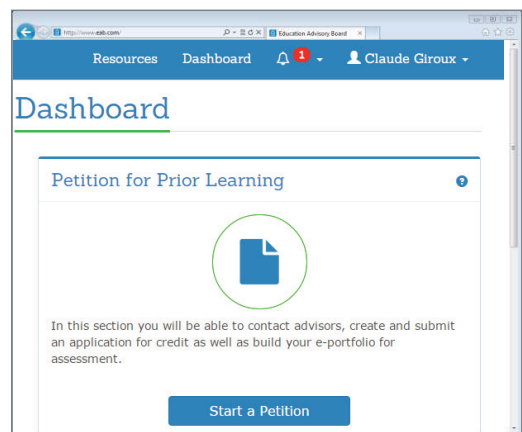 http://www.eab.com/
Education Advisory Board
Resources Dashboard 1 Claude Giroux
Dashboard
Petition for Prior Learning
?
In this section you will be able to contact advisors, create and submit
an application for credit as well as build your e-portfolio for
assessment.
Start a Petition